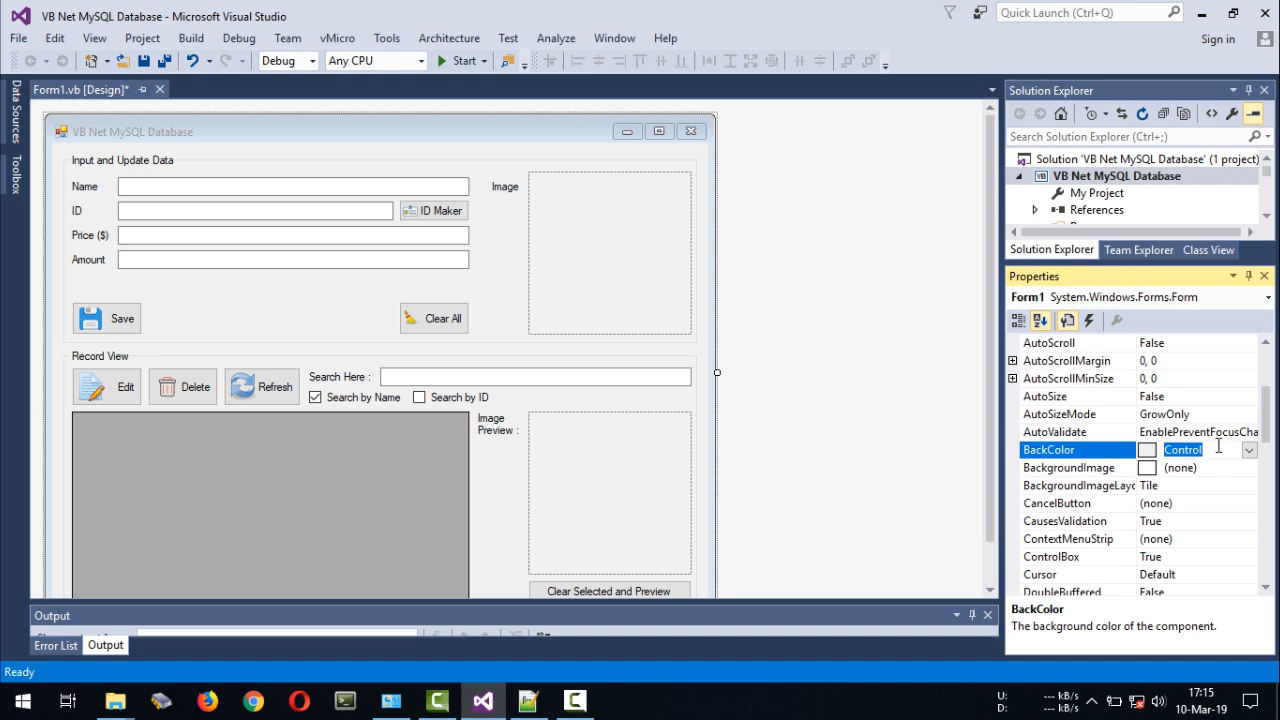 VB Net MySQL Database - Microsoft Visual Studio
Quick Launch (Ctrl+Q)
File Edit View Project Build Debug Team vMicro Tools Architecture Test Analyze Window Help
Sign in
Debug Any CPU Start
Data Sources
Toolbox
Form1.vb [Design]*
VB Net MySQL Database
Input and Update Data
Name
Image
ID
ID Maker
Price ($)
Amount
Save
Clear All
Record View
Edit
Delete
Refresh
Search Here :
Search by Name
Search by ID
Image
Preview :
Clear Selected and Preview
Output
Error List Output
Solution Explorer
Search Solution Explorer (Ctrl+;)
Solution 'VB Net MySQL Database' (1 project)
VB Net MySQL Database
My Project
References
Solution Explorer Team Explorer Class View
Properties
Form1 System.Windows.Forms.Form
AutoScroll False
AutoScrollMargin 0, 0
AutoScrollMinSize 0, 0
AutoSize False
AutoSizeMode GrowOnly
AutoValidate EnablePreventFocusCha
BackColor Control
BackgroundImage (none)
BackgroundImageLayo Tile
CancelButton (none)
CausesValidation True
ContextMenuStrip (none)
ControlBox True
Cursor Default
DoubleBuffered False
BackColor
The background color of the component.
Ready
U: --- kB/s
D: --- kB/s
17:15
10-Mar-19